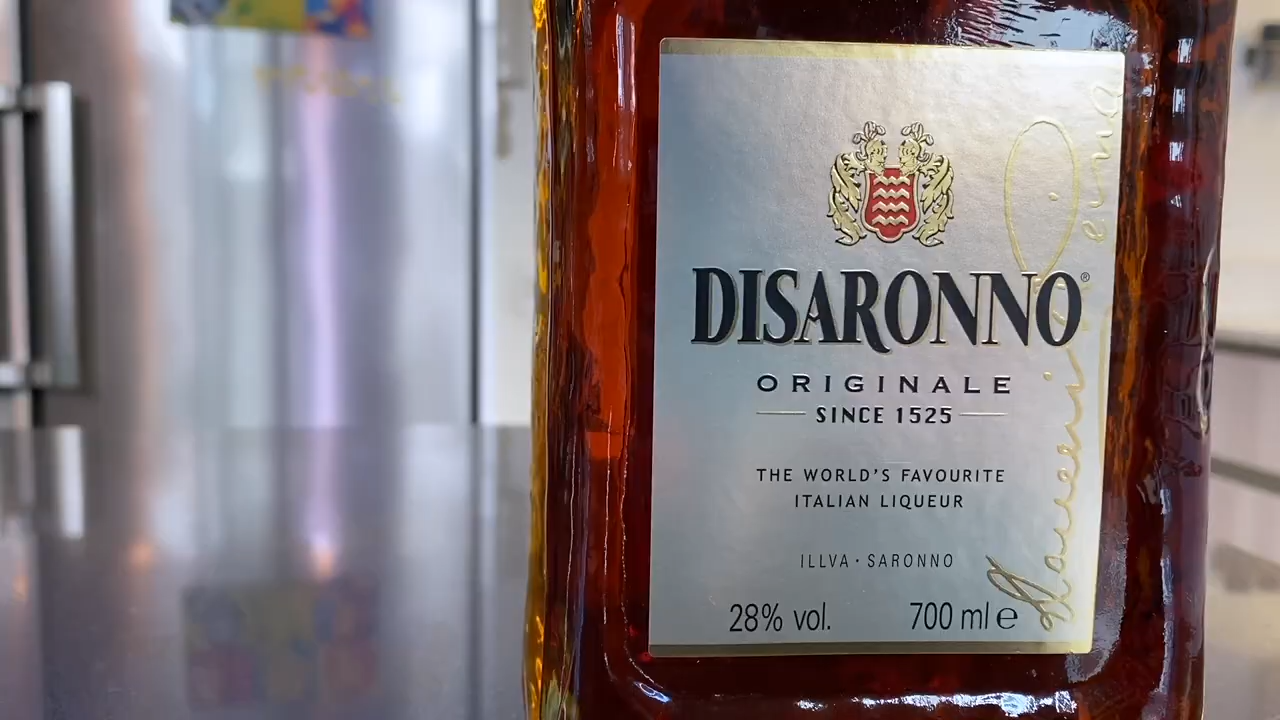 DISARONNO®
ORIGINALE
SINCE 1525
THE WORLD'S FAVOURITE
ITALIAN LIQUEUR
ILLVA · SARONNO
28% vol. 700 ml e